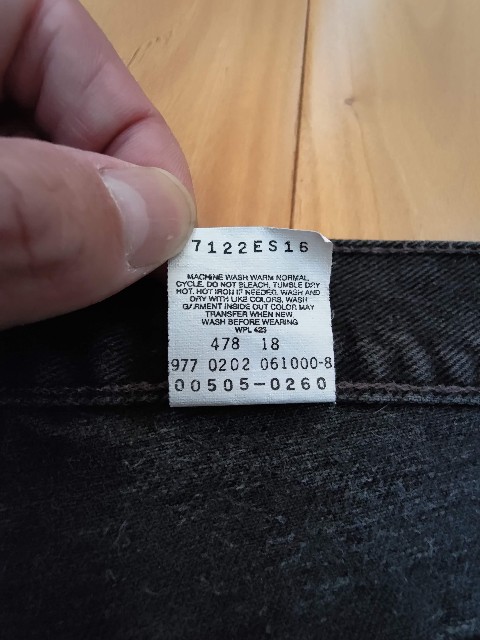 7122ES16
MACHINE WASH WARM NORMAL
CYCLE. DO NOT BLEACH. TUMBLE DRY
HOT. HOT IRON IF NEEDED. WASH AND
DRY WITH LIKE COLORS. WASH
GARMENT INSIDE OUT COLOR MAY
TRANSFER WHEN NEW
WASH BEFORE WEARING
WPL 423
478 18
977 0202 061000-8
00505-0260